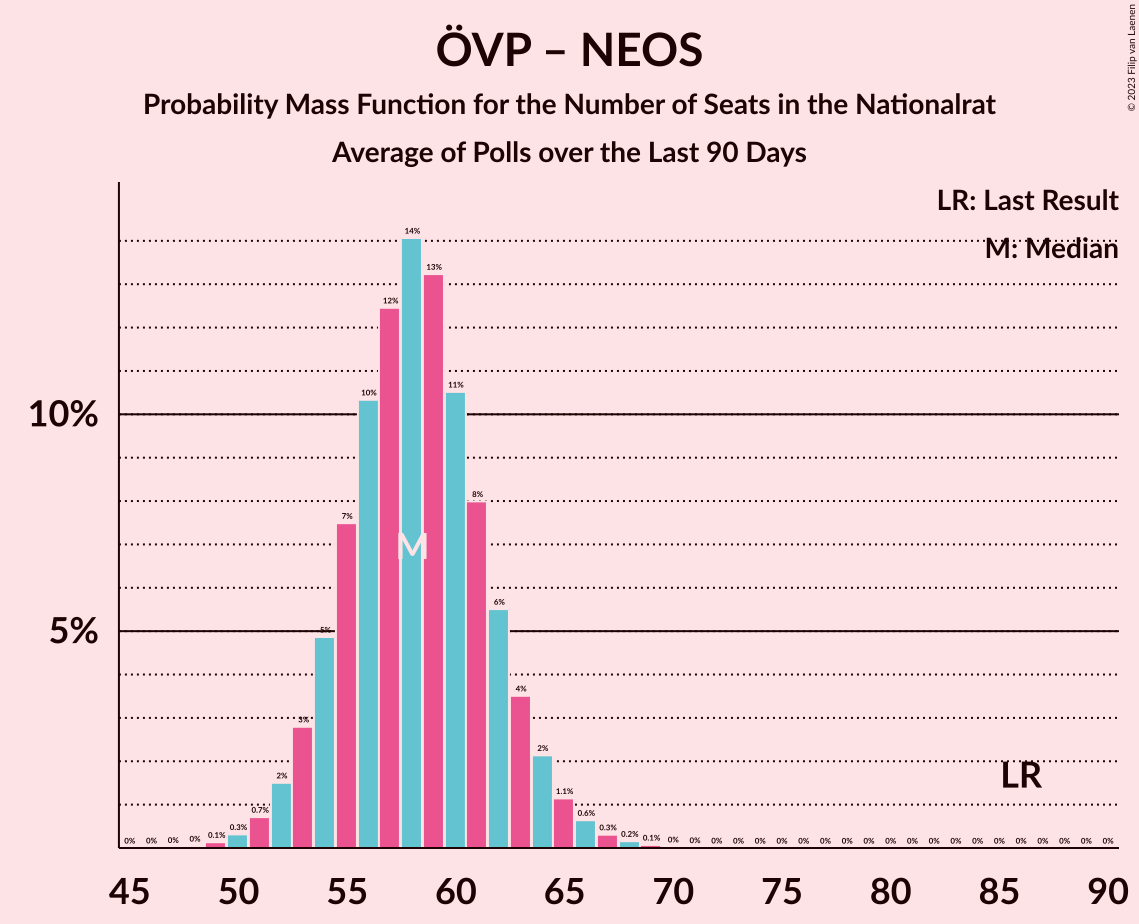 ÖVP – NEOS
Probability Mass Function for the Number of Seats in the Nationalrat
Average of Polls over the Last 90 Days
© 2023 Filip van Laenen
LR: Last Result
M: Median
10%
5%
0% 0% 0% 0% 0.1% 0.3% 0.7% 2% 3% 5% 7% 10% 12% 14% 13% 11% 8% 6% 4% 2% 1.1% 0.6% 0.3% 0.2% 0.1% 0% 0% 0% 0% 0% 0% 0% 0% 0% 0% 0% 0% 0% 0% 0% 0% 0% 0% 0% 0% 0%
M
LR
45 50 55 60 65 70 75 80 85 90